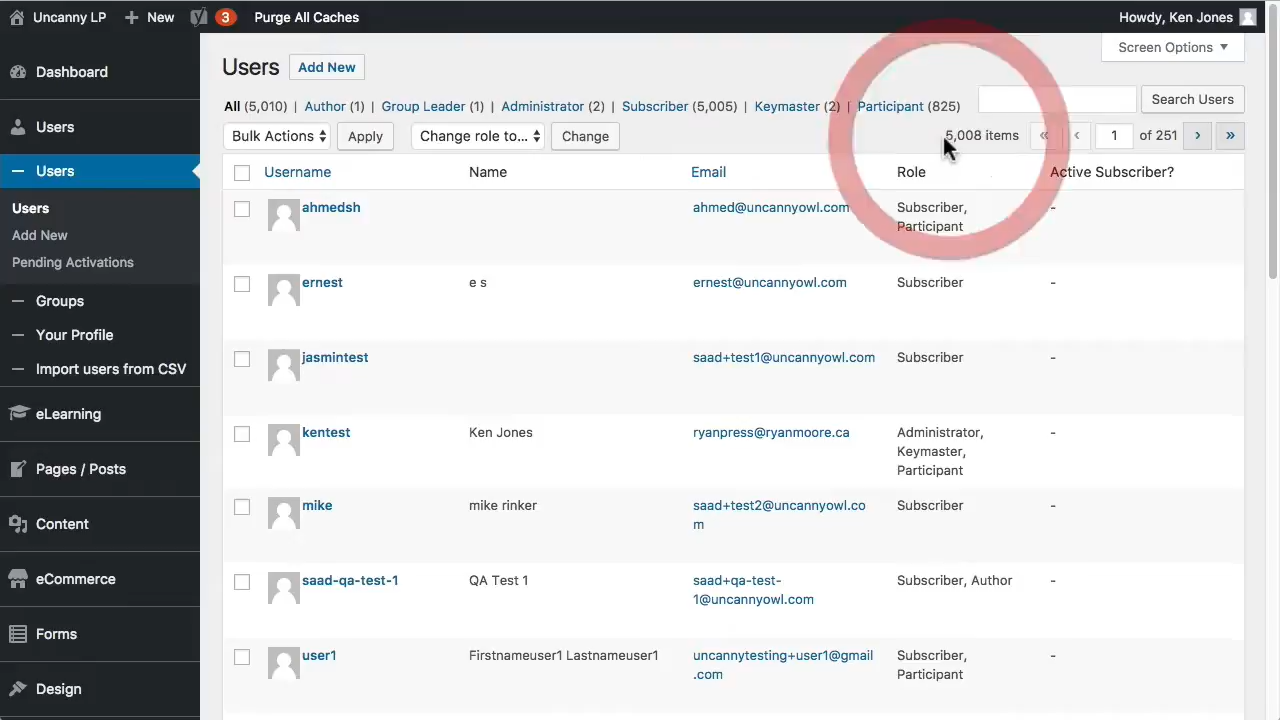 Uncanny LP + New 3 Purge All Caches Howdy, Ken Jones
Screen Options ▼
Dashboard
Users
Users
Users
Add New
Pending Activations
Groups
Your Profile
Import users from CSV
eLearning
Pages / Posts
Content
eCommerce
Forms
Design
Users Add New
All (5,010) | Author (1) | Group Leader (1) | Administrator (2) | Subscriber (5,005) | Keymaster (2) | Participant (825) Search Users
Bulk Actions Apply Change role to... Change 5,008 items « ‹ 1 of 251 › »
Username Name Email Role Active Subscriber?
ahmedsh ahmed@uncannyowl.com Subscriber, -
Participant
ernest e s ernest@uncannyowl.com Subscriber -
jasmintest saad+test1@uncannyowl.com Subscriber -
kentest Ken Jones ryanpress@ryanmoore.ca Administrator, -
Keymaster,
Participant
mike mike rinker saad+test2@uncannyowl.co Subscriber -
m
saad-qa-test-1 QA Test 1 saad+qa-test- Subscriber, Author -
1@uncannyowl.com
user1 Firstnameuser1 Lastnameuser1 uncannytesting+user1@gmail Subscriber, -
.com Participant